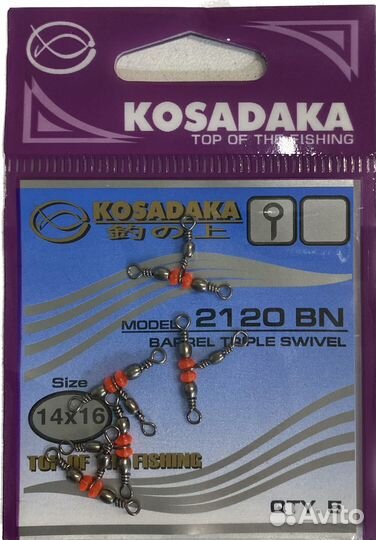 KOSADAKA
TOP OF THE FISHING
KOSADAKA
釣の上
MODEL 2120 BN
BARREL TRIPLE SWIVEL
Size
14x16
TOP OF THE FISHING
QTY. 5
Avito